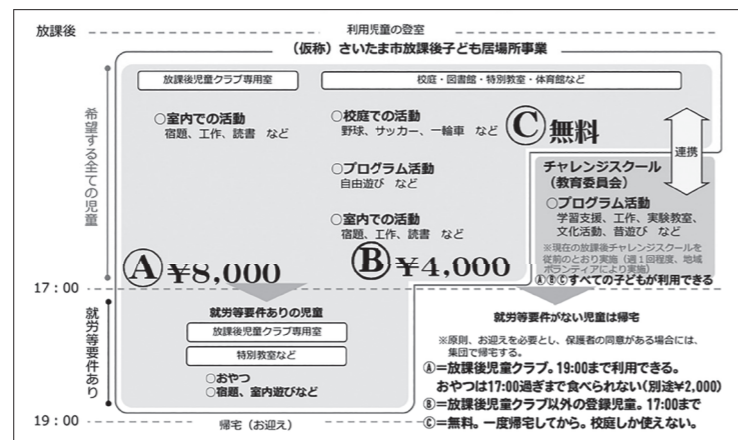 放課後
利用児童の登室
（仮称）さいたま市放課後子ども居場所事業
放課後児童クラブ専用室
校庭・図書館・特別教室・体育館など
希望する全ての児童
○室内での活動
宿題、工作、読書 など
○校庭での活動
野球、サッカー、一輪車 など
Ⓒ無料
○プログラム活動
自由遊び など
○室内での活動
宿題、工作、読書 など
連携
チャレンジスクール
（教育委員会）
○プログラム活動
学習支援、工作、実験教室、
文化活動、昔遊び など
※現在の放課後チャレンジスクールを
従前のとおり実施（週１回程度、地域
ボランティアにより実施）
ⒶⒷⒸすべての子どもが利用できる
Ⓐ¥8,000
Ⓑ¥4,000
17：00
就労等要件あり
就労等要件ありの児童
放課後児童クラブ専用室
特別教室など
○おやつ
○宿題、室内遊びなど
就労等要件がない児童は帰宅
※原則、お迎えを必要とし、保護者の同意がある場合には、
集団で帰宅する。
Ⓐ＝放課後児童クラブ。19:00まで利用できる。
おやつは17:00過ぎまで食べられない（別途¥2,000）
Ⓑ＝放課後児童クラブ以外の登録児童。17:00まで
Ⓒ＝無料。一度帰宅してから。校庭しか使えない。
19：00
帰宅（お迎え）